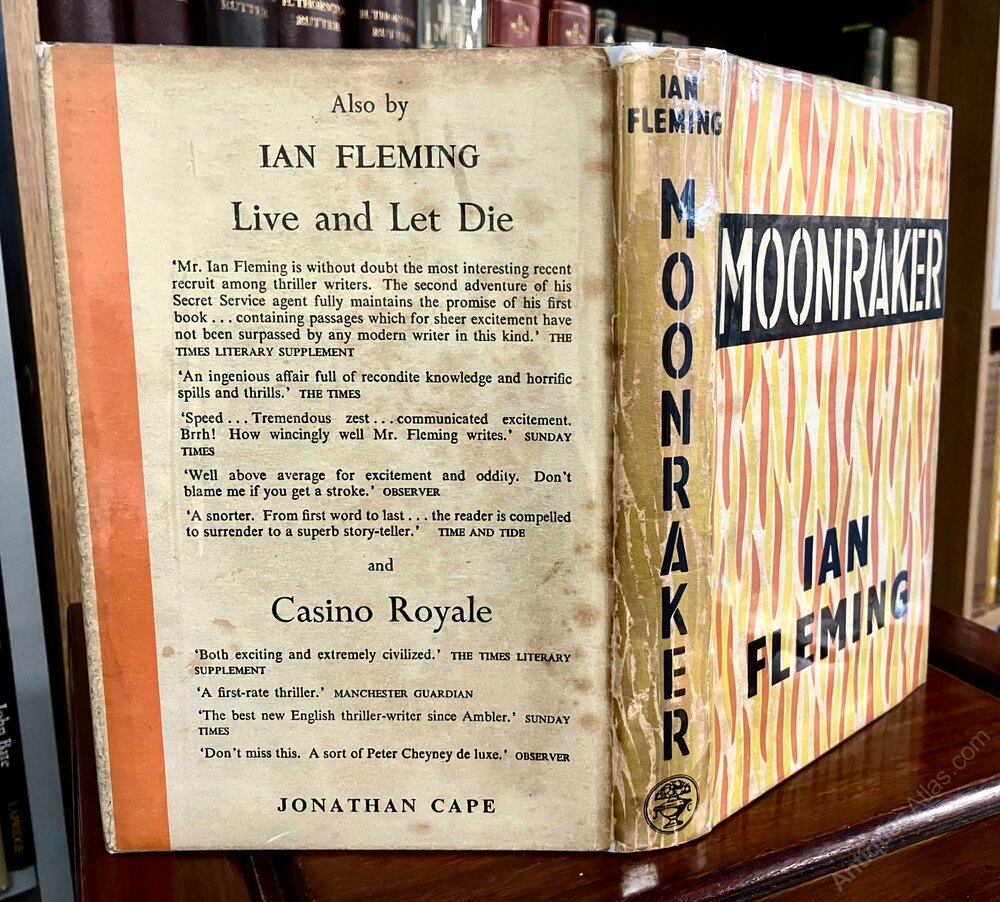 RUTTER
H. THORNTON
RUTTER
H. THORNTON
RUTTER
Also by
IAN FLEMING
Live and Let Die
‘Mr. Ian Fleming is without doubt the most interesting recent
recruit among thriller writers. The second adventure of his
Secret Service agent fully maintains the promise of his first
book . . . containing passages which for sheer excitement have
not been surpassed by any modern writer in this kind.’ THE
TIMES LITERARY SUPPLEMENT
‘An ingenious affair full of recondite knowledge and horrific
spills and thrills.’ THE TIMES
‘Speed . . . Tremendous zest . . . communicated excitement.
Brrh! How wincingly well Mr. Fleming writes.’ SUNDAY
TIMES
‘Well above average for excitement and oddity. Don’t
blame me if you get a stroke.’ OBSERVER
‘A snorter. From first word to last . . . the reader is compelled
to surrender to a superb story-teller.’ TIME AND TIDE
and
Casino Royale
‘Both exciting and extremely civilized.’ THE TIMES LITERARY
SUPPLEMENT
‘A first-rate thriller.’ MANCHESTER GUARDIAN
‘The best new English thriller-writer since Ambler.’ SUNDAY
TIMES
‘Don’t miss this. A sort of Peter Cheyney de luxe.’ OBSERVER
JONATHAN CAPE
IAN
FLEMING
MOONRAKER
MOONRAKER
IAN
FLEMING